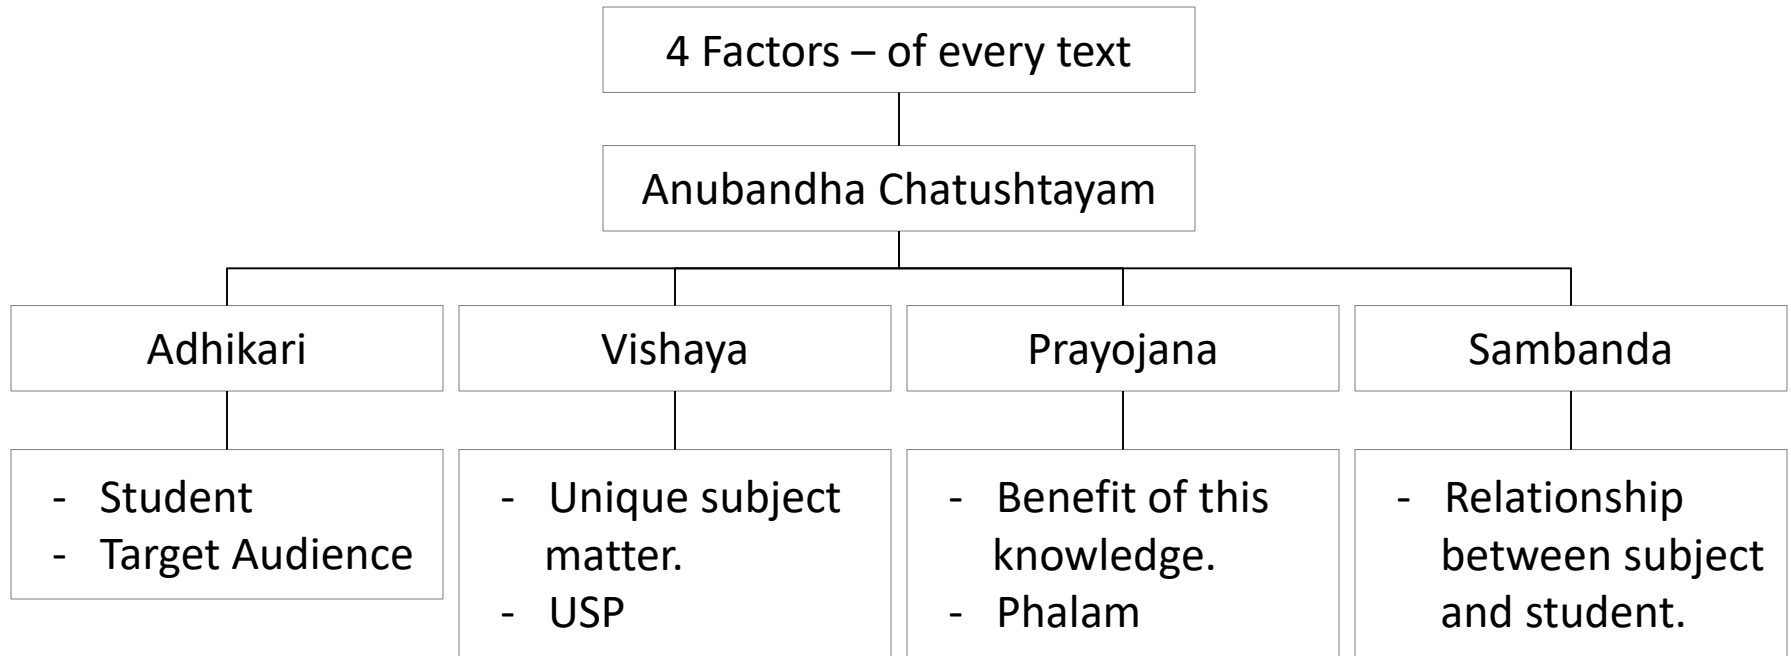 4 Factors – of every text
Anubandha Chatushtayam
Adhikari
Vishaya
Prayojana
Sambanda
- Student
- Target Audience
- Unique subject
matter.
- USP
- Benefit of this
knowledge.
- Phalam
- Relationship
between subject
and student.